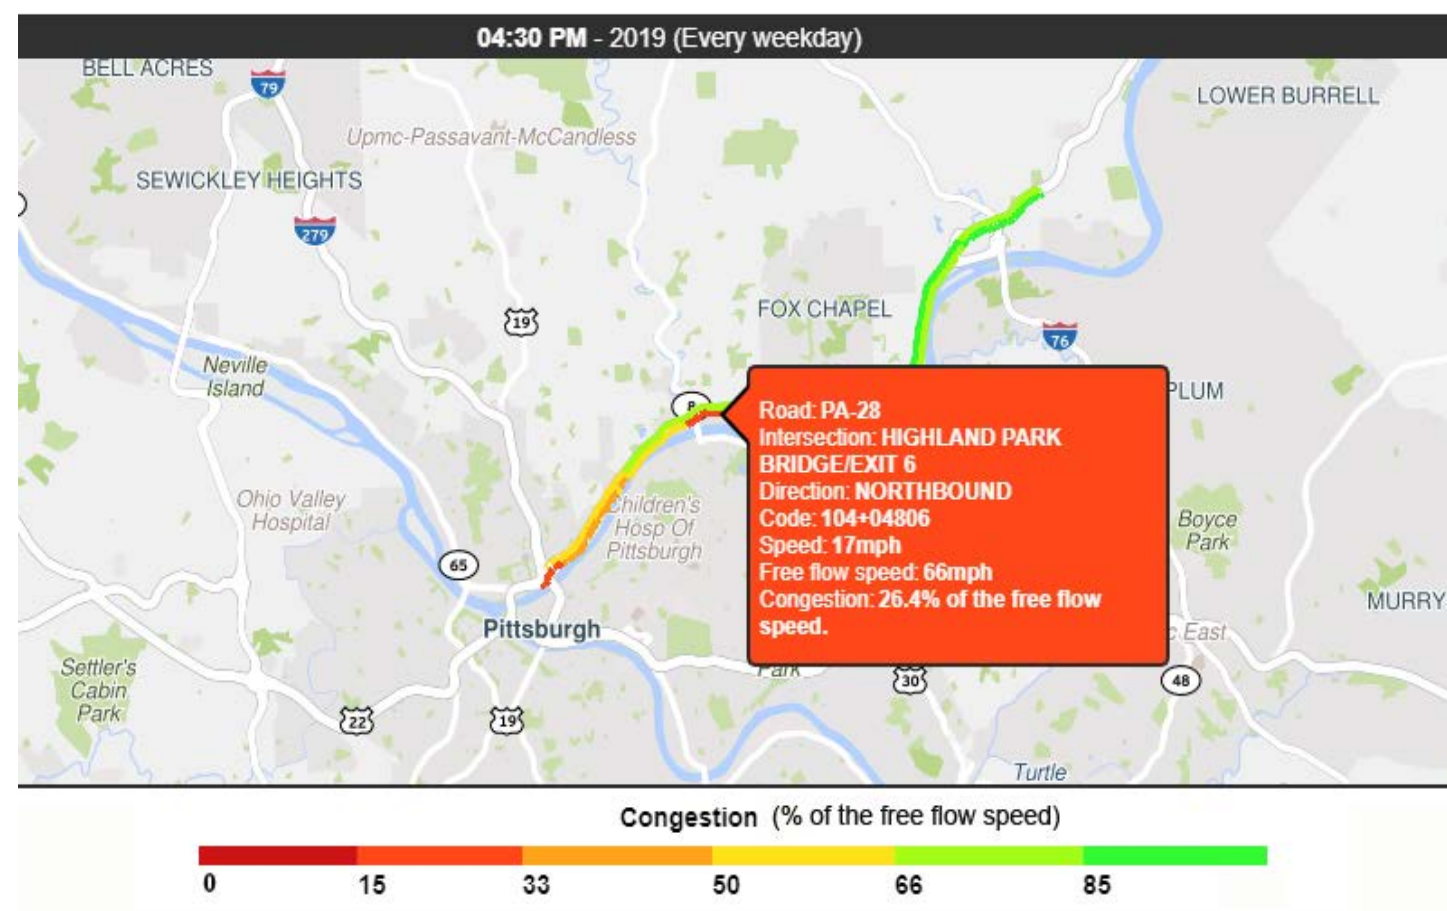 04:30 PM - 2019 (Every weekday)
BELL ACRES
79
LOWER BURRELL
Upmc-Passavant-McCandless
SEWICKLEY HEIGHTS
279
19
FOX CHAPEL
76
Neville
Island
8
PLUM
Road: PA-28
Intersection: HIGHLAND PARK
BRIDGE/EXIT 6
Direction: NORTHBOUND
Code: 104+04806
Speed: 17mph
Free flow speed: 66mph
Congestion: 26.4% of the free flow
speed.
Ohio Valley
Hospital
Children's
Hosp Of
Pittsburgh
Boyce
Park
65
MURRY
Pittsburgh
East
Settler's
Cabin
Park
Park
30
48
22
19
Turtle
Congestion (% of the free flow speed)
0 15 33 50 66 85